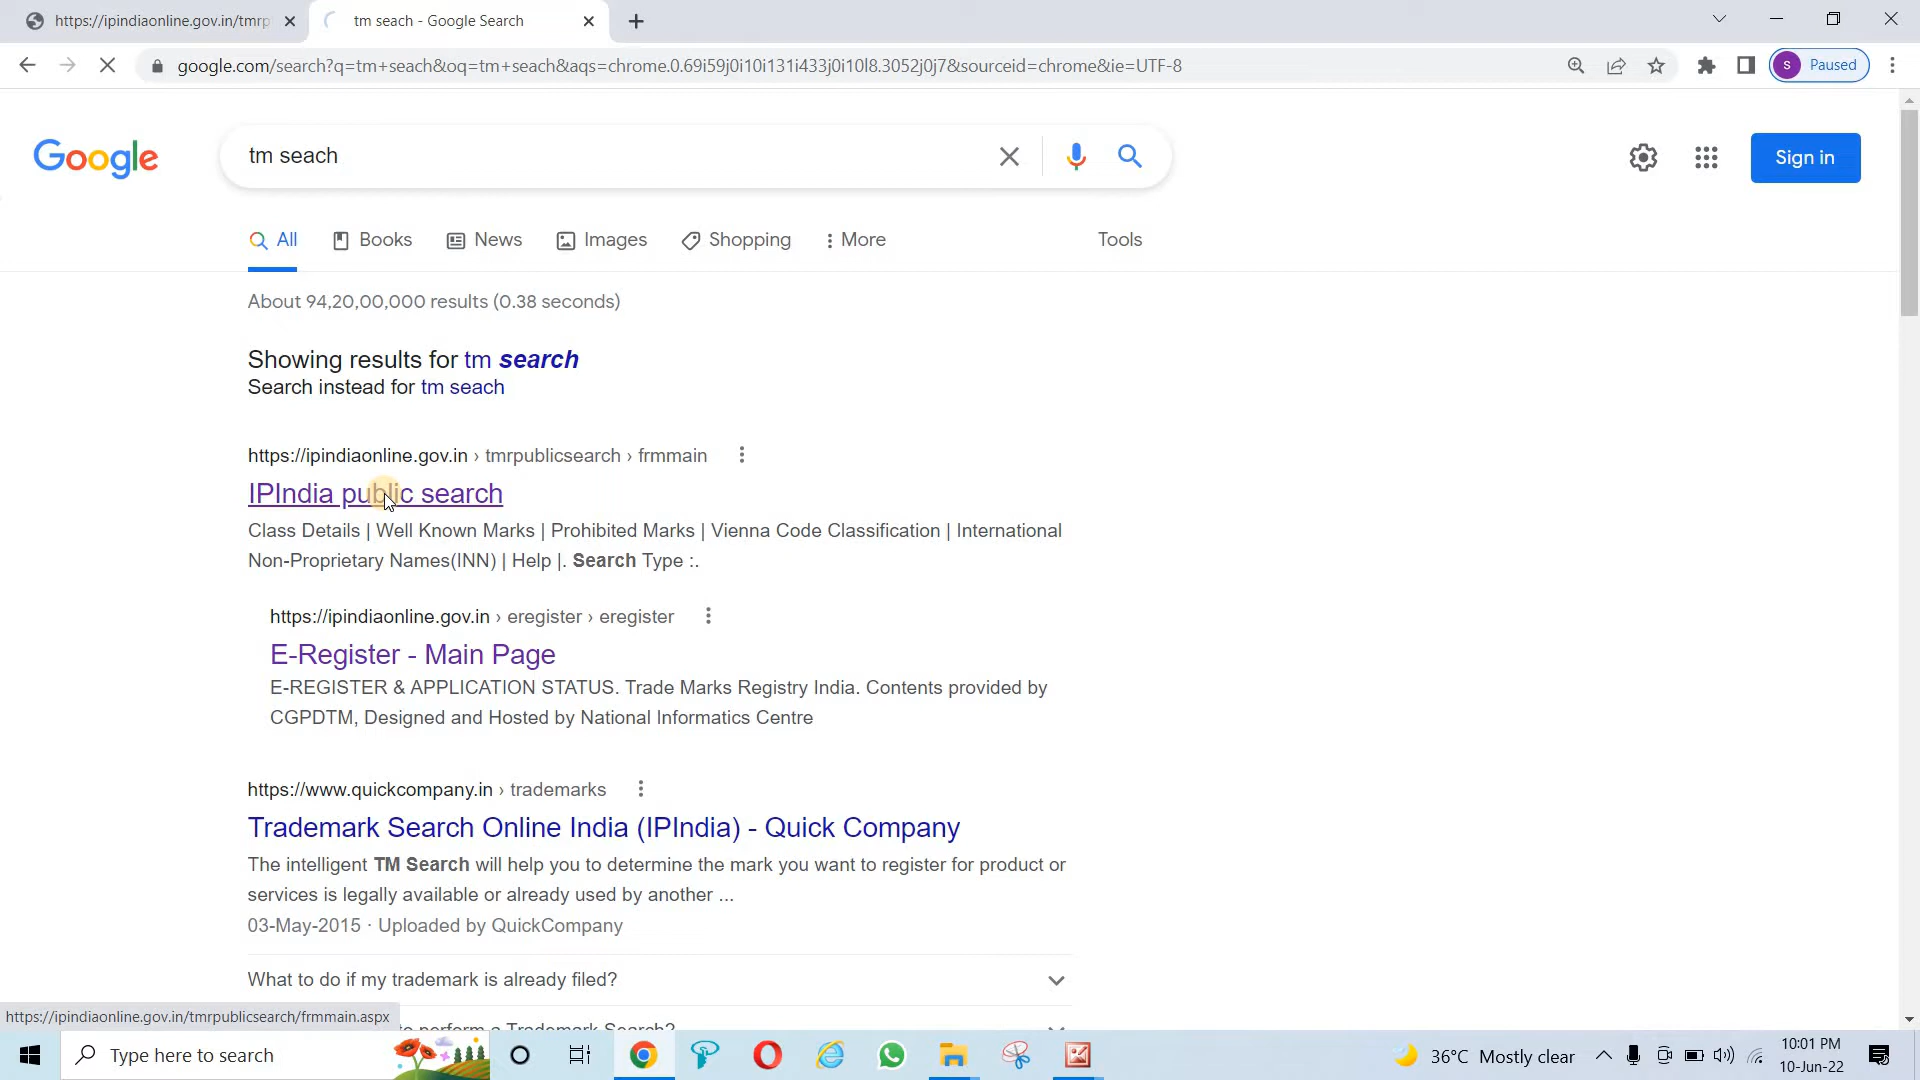 https://ipindiaonline.gov.in/tmrp
tm seach - Google Search
google.com/search?q=tm+seach&oq=tm+seach&aqs=chrome.0.69i59j0i10i131i433j0i10l8.3052j0j7&sourceid=chrome&ie=UTF-8
S Paused
Google
tm seach
Sign in
All Books News Images Shopping More Tools
About 94,20,00,000 results (0.38 seconds)
Showing results for tm search
Search instead for tm seach
https://ipindiaonline.gov.in › tmrpublicsearch › frmmain
IPIndia public search
Class Details | Well Known Marks | Prohibited Marks | Vienna Code Classification | International
Non-Proprietary Names(INN) | Help |. Search Type :.
https://ipindiaonline.gov.in › eregister › eregister
E-Register - Main Page
E-REGISTER & APPLICATION STATUS. Trade Marks Registry India. Contents provided by
CGPDTM, Designed and Hosted by National Informatics Centre
https://www.quickcompany.in › trademarks
Trademark Search Online India (IPIndia) - Quick Company
The intelligent TM Search will help you to determine the mark you want to register for product or
services is legally available or already used by another ...
03-May-2015 · Uploaded by QuickCompany
What to do if my trademark is already filed?
https://ipindiaonline.gov.in/tmrpublicsearch/frmmain.aspx
to perform a Trademark Search?
Type here to search
36°C Mostly clear
10:01 PM
10-Jun-22